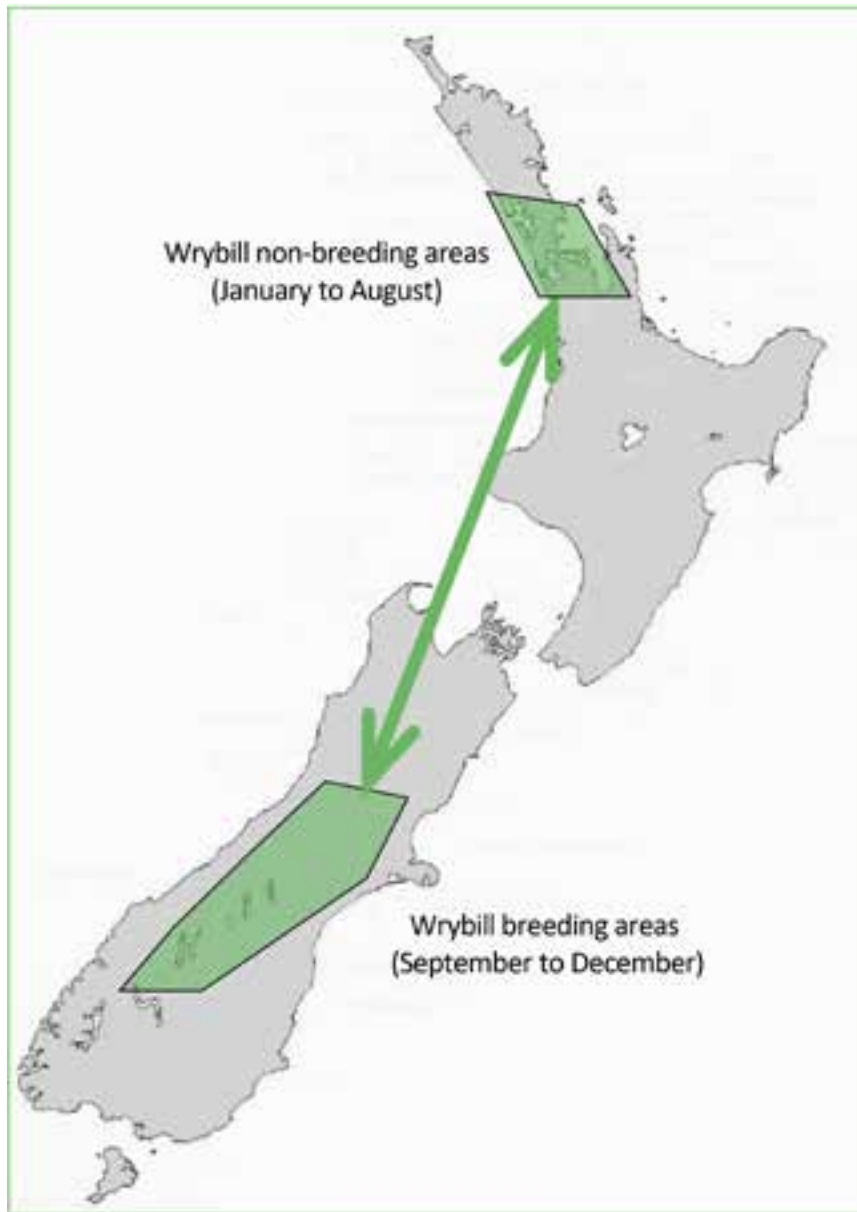 Wrybill non-breeding areas
(January to August)
Wrybill breeding areas
(September to December)